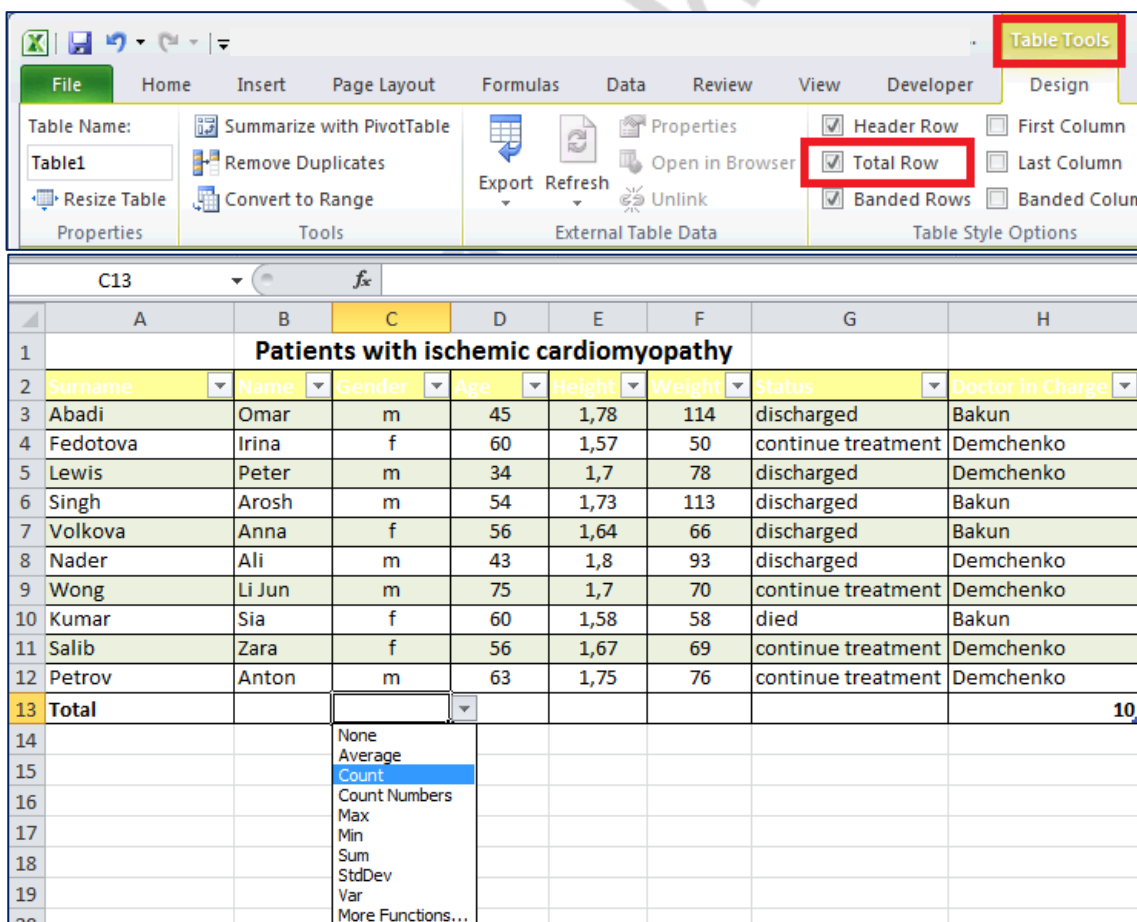 Table Tools
File Home Insert Page Layout Formulas Data Review View Developer Design
Table Name: Summarize with PivotTable Properties Header Row First Column
Table1 Remove Duplicates Export Refresh Open in Browser Total Row Last Column
Resize Table Convert to Range Unlink Banded Rows Banded Colum
Properties Tools External Table Data Table Style Options
C13 fx
A B C D E F G H
1 Patients with ischemic cardiomyopathy
2 Surname Name Gender Age Height Weight Status Doctor in Charge
3 Abadi Omar m 45 1,78 114 discharged Bakun
4 Fedotova Irina f 60 1,57 50 continue treatment Demchenko
5 Lewis Peter m 34 1,7 78 discharged Demchenko
6 Singh Arosh m 54 1,73 113 discharged Bakun
7 Volkova Anna f 56 1,64 66 discharged Bakun
8 Nader Ali m 43 1,8 93 discharged Demchenko
9 Wong Li Jun m 75 1,7 70 continue treatment Demchenko
10 Kumar Sia f 60 1,58 58 died Bakun
11 Salib Zara f 56 1,67 69 continue treatment Demchenko
12 Petrov Anton m 63 1,75 76 continue treatment Demchenko
13 Total 10
14 None
Average
15 Count
16 Count Numbers
Max
17 Min
18 Sum
StdDev
19 Var
More Functions...